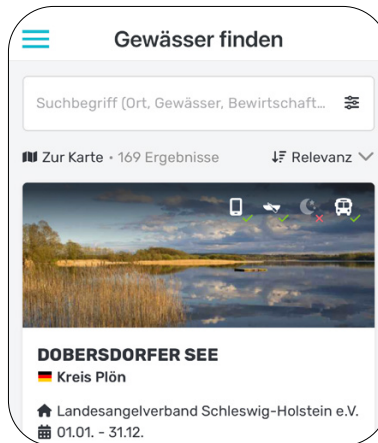 Gewässer finden
Suchbegriff (Ort, Gewässer, Bewirtschaft...
Zur Karte • 169 Ergebnisse Relevanz
DOBERSDORFER SEE
Kreis Plön
Landesangelverband Schleswig-Holstein e.V.
01.01. - 31.12.